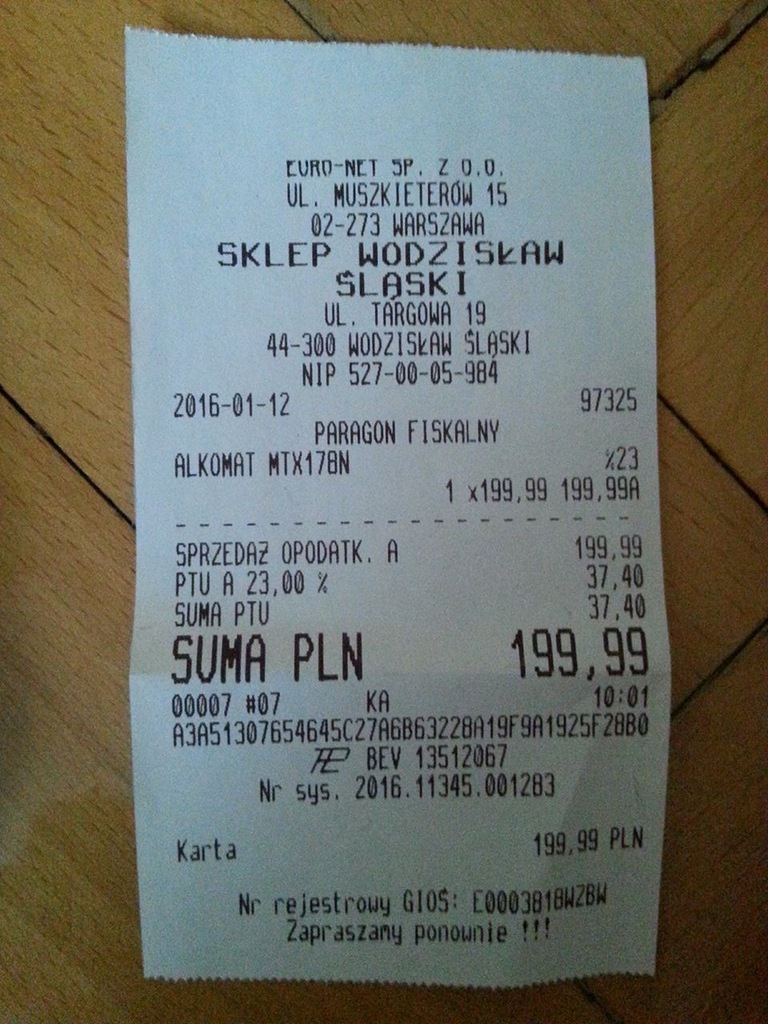 EURO-NET SP. Z O.O.
UL. MUSZKIETERÓW 15
02-273 WARSZAWA
SKLEP WODZISŁAW
ŚLĄSKI
UL. TARGOWA 19
44-300 WODZISŁAW ŚLĄSKI
NIP 527-00-05-984
2016-01-12 97325
PARAGON FISKALNY
ALKOMAT MTX178N %23
1 x199,99 199,99A
SPRZEDAŻ OPODATK. A 199,99
PTU A 23,00 % 37,40
SUMA PTU 37,40
SUMA PLN 199,99
00007 #07 KA 10:01
A3A51307654645C27A6B63228A19F9A1925F28B0
BEV 13512067
Nr sys. 2016.11345.001283
Karta 199,99 PLN
Nr rejestrowy GIOŚ: E0003818WZBW
Zapraszamy ponownie !!!